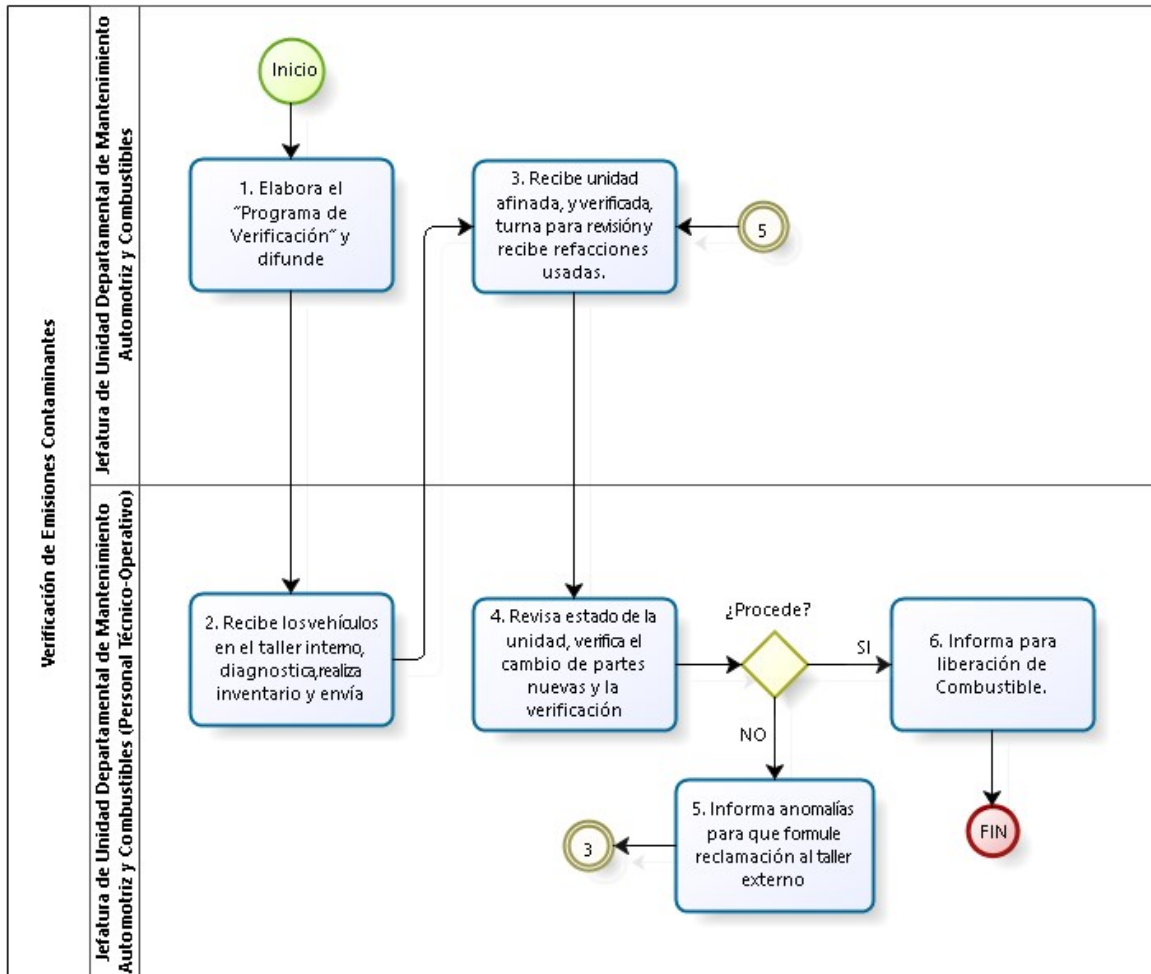 Verificación de Emisiones Contaminantes
Jefatura de Unidad Departamental de Mantenimiento
Automotriz y Combustibles
Inicio
1. Elabora el
“Programa de
Verificación” y
difunde
3. Recibe unidad
afinada, y verificada,
turna para revisión y
recibe refacciones
usadas.
5
Jefatura de Unidad Departamental de Mantenimiento
Automotriz y Combustibles (Personal Técnico-Operativo)
2. Recibe los vehículos
en el taller interno,
diagnostica,realiza
inventario y envía
4. Revisa estado de la
unidad, verifica el
cambio de partes
nuevas y la
verificación
¿Procede?
SI
NO
6. Informa para
liberación de
Combustible.
5. Informa anomalías
para que formule
reclamación al taller
externo
3
FIN